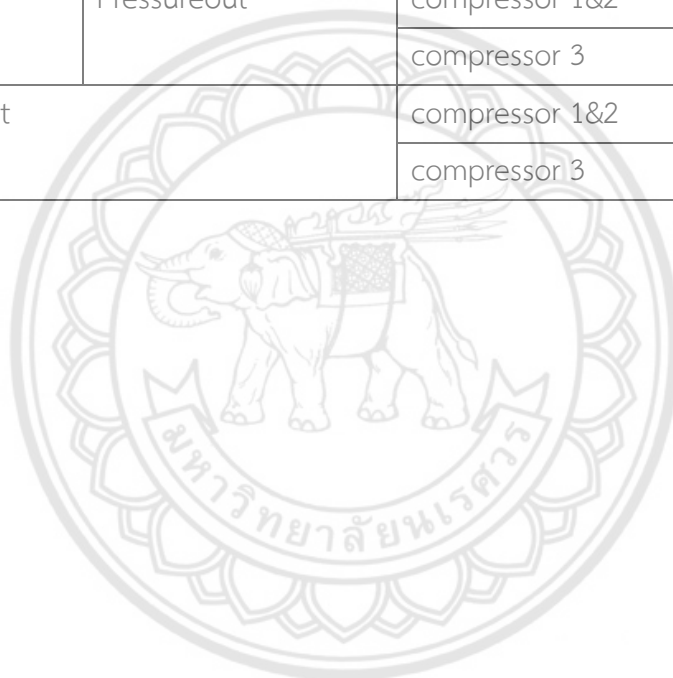 Pressureout
compressor 1&2
compressor 3
t
compressor 1&2
compressor 3
มหาวิทยาลัยนเรศวร